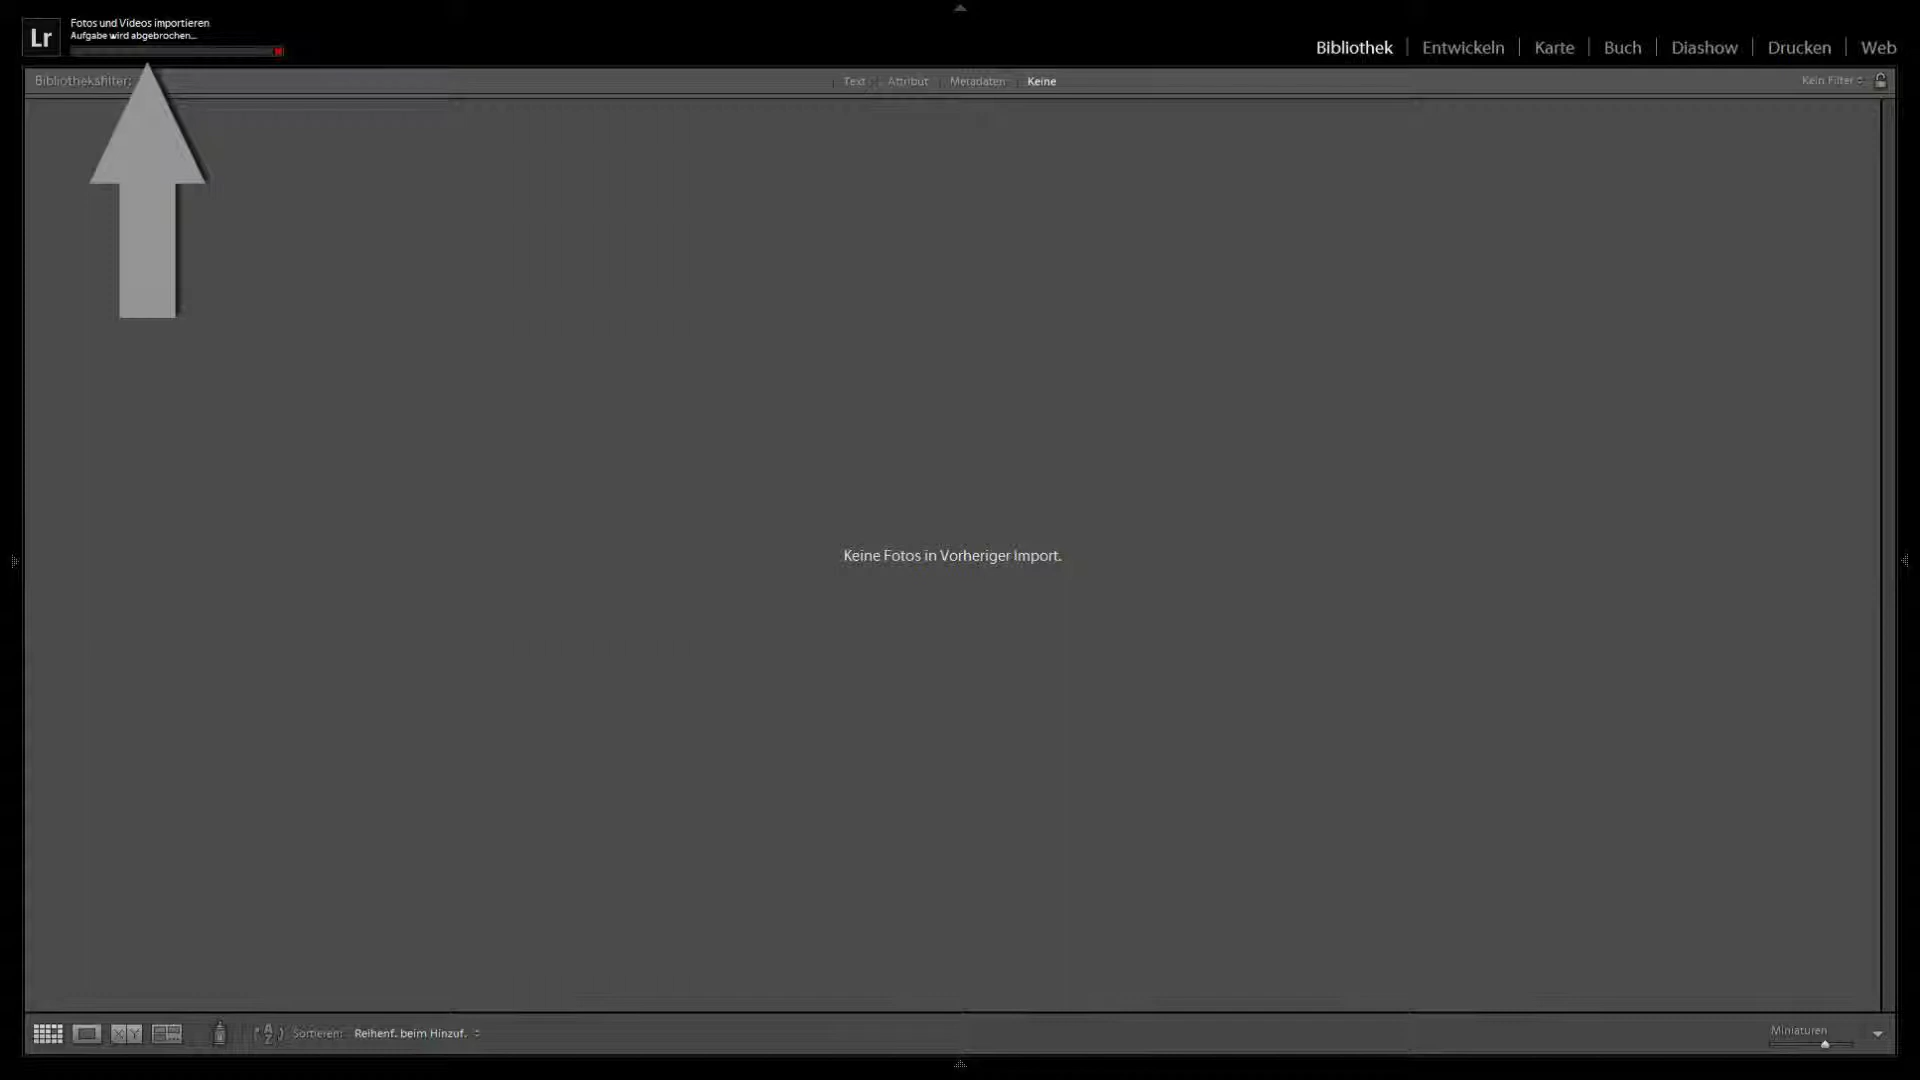 Lr
Fotos und Videos importieren
Aufgabe wird abgebrochen...
Bibliothek
Entwickeln
Karte
Buch
Diashow
Drucken
Web
Bibliotheksfilter:
Text
Attribut
Metadaten
Keine
Kein Filter
Keine Fotos in Vorheriger Import.
X Y
A
Z
Sortieren:
Reihenf. beim Hinzuf.
Miniaturen